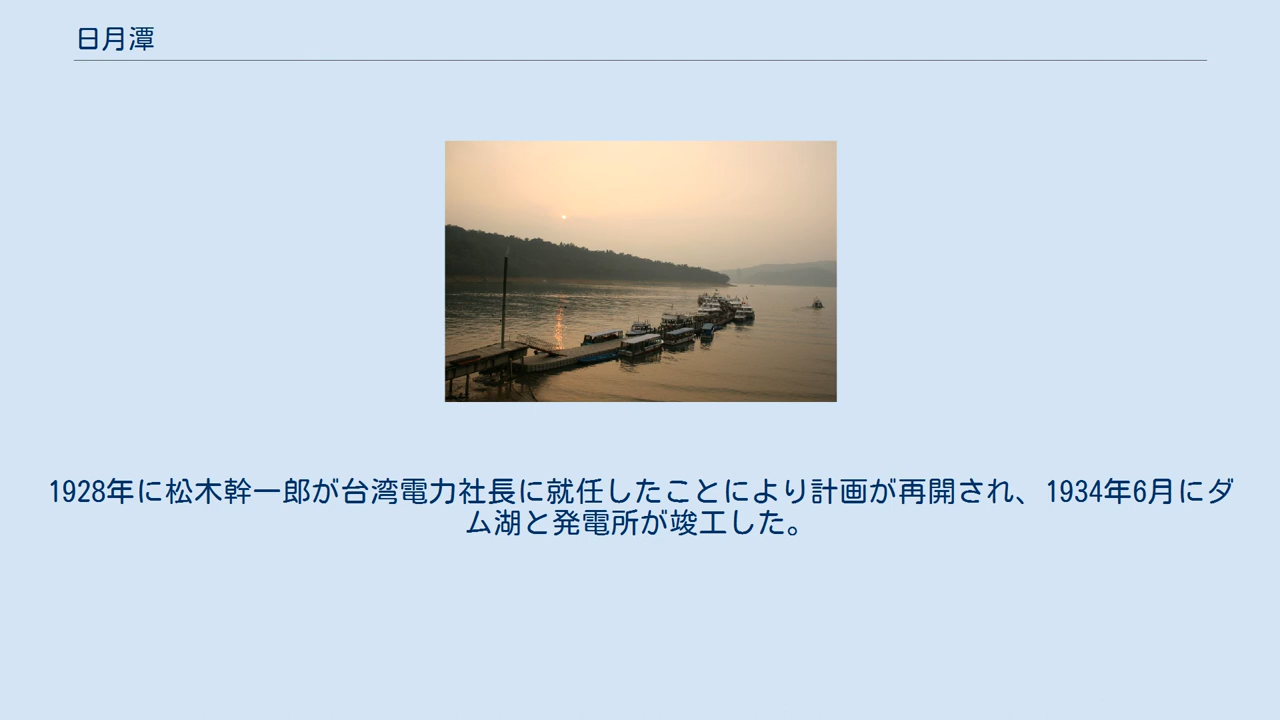 日月潭
1928年に松木幹一郎が台湾電力社長に就任したことにより計画が再開され、1934年6月にダ
ム湖と発電所が竣工した。